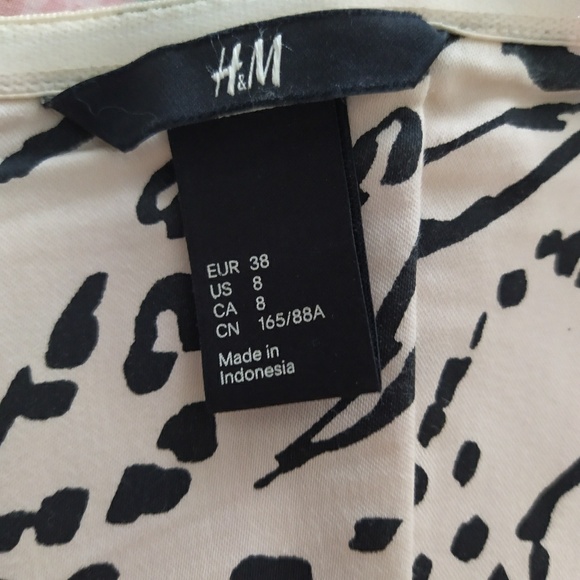 H&M
EUR 38
US 8
CA 8
CN 165/88A
Made in
Indonesia